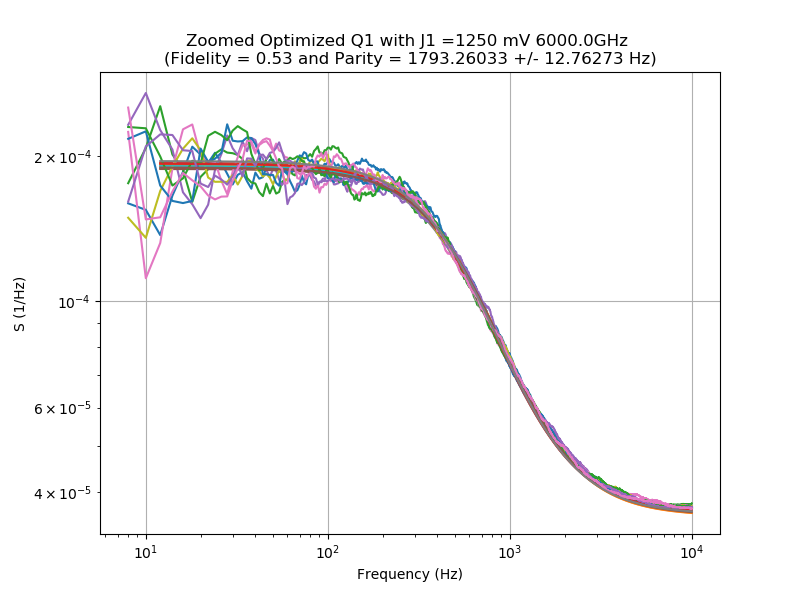 Zoomed Optimized Q1 with J1 =1250 mV 6000.0GHz
(Fidelity = 0.53 and Parity = 1793.26033 +/- 12.76273 Hz)
S (1/Hz)
2 × 10⁻⁴
10⁻⁴
6 × 10⁻⁵
4 × 10⁻⁵
10¹ 10² 10³ 10⁴
Frequency (Hz)